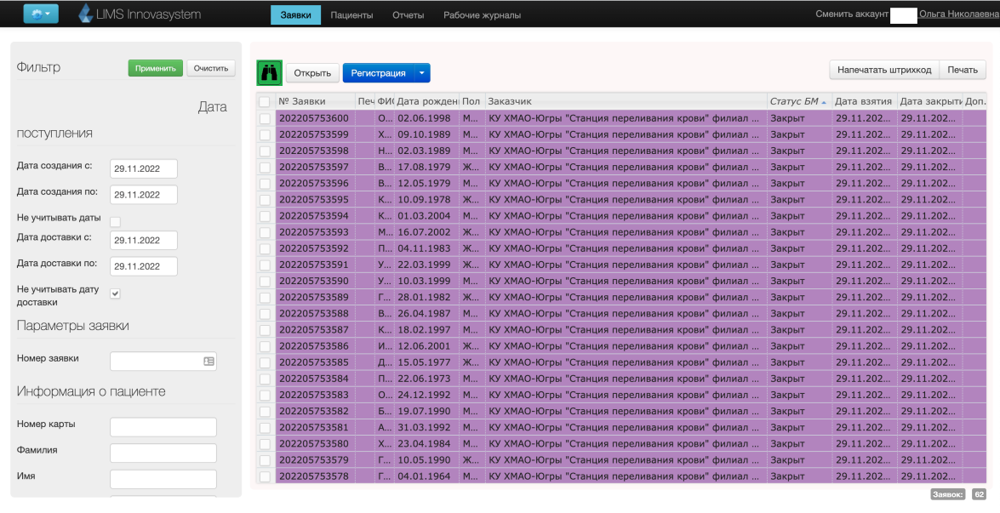 LIMS Innovasystem
Заявки Пациенты Отчеты Рабочие журналы
Сменить аккаунт Ольга Николаевна
Фильтр Применить Очистить
Дата
поступления
Дата создания с: 29.11.2022
Дата создания по: 29.11.2022
Не учитывать даты
Дата доставки с: 29.11.2022
Дата доставки по: 29.11.2022
Не учитывать дату
доставки
Параметры заявки
Номер заявки
Информация о пациенте
Номер карты
Фамилия
Имя
Открыть Регистрация Напечатать штрихкод Печать
№ Заявки Печ ФИО Дата рожден Пол Заказчик Статус БМ Дата взятия Дата закрыти Доп.
202205753600 О... 02.06.1998 М... КУ ХМАО-Югры "Станция переливания крови" филиал ... Закрыт 29.11.202... 29.11.202...
202205753599 Х... 09.10.1989 М... КУ ХМАО-Югры "Станция переливания крови" филиал ... Закрыт 29.11.202... 29.11.202...
202205753598 Н... 02.03.1989 М... КУ ХМАО-Югры "Станция переливания крови" филиал ... Закрыт 29.11.202... 29.11.202...
202205753597 В... 17.08.1979 Ж... КУ ХМАО-Югры "Станция переливания крови" филиал ... Закрыт 29.11.202... 29.11.202...
202205753596 В... 12.05.1979 М... КУ ХМАО-Югры "Станция переливания крови" филиал ... Закрыт 29.11.202... 29.11.202...
202205753595 К... 10.09.1978 Ж... КУ ХМАО-Югры "Станция переливания крови" филиал ... Закрыт 29.11.202... 29.11.202...
202205753594 К... 01.03.2004 М... КУ ХМАО-Югры "Станция переливания крови" филиал ... Закрыт 29.11.202... 29.11.202...
202205753593 М... 16.07.2002 Ж... КУ ХМАО-Югры "Станция переливания крови" филиал ... Закрыт 29.11.202... 29.11.202...
202205753592 П... 04.11.1983 Ж... КУ ХМАО-Югры "Станция переливания крови" филиал ... Закрыт 29.11.202... 29.11.202...
202205753591 У... 22.03.1999 Ж... КУ ХМАО-Югры "Станция переливания крови" филиал ... Закрыт 29.11.202... 29.11.202...
202205753590 У... 10.03.1999 М... КУ ХМАО-Югры "Станция переливания крови" филиал ... Закрыт 29.11.202... 29.11.202...
202205753589 Г... 28.01.1982 Ж... КУ ХМАО-Югры "Станция переливания крови" филиал ... Закрыт 29.11.202... 29.11.202...
202205753588 В... 26.04.1987 М... КУ ХМАО-Югры "Станция переливания крови" филиал ... Закрыт 29.11.202... 29.11.202...
202205753587 К... 18.02.1997 М... КУ ХМАО-Югры "Станция переливания крови" филиал ... Закрыт 29.11.202... 29.11.202...
202205753586 И... 12.06.2001 Ж... КУ ХМАО-Югры "Станция переливания крови" филиал ... Закрыт 29.11.202... 29.11.202...
202205753585 Д... 15.05.1977 Ж... КУ ХМАО-Югры "Станция переливания крови" филиал ... Закрыт 29.11.202... 29.11.202...
202205753584 П... 22.06.1973 М... КУ ХМАО-Югры "Станция переливания крови" филиал ... Закрыт 29.11.202... 29.11.202...
202205753583 О... 24.12.1992 М... КУ ХМАО-Югры "Станция переливания крови" филиал ... Закрыт 29.11.202... 29.11.202...
202205753582 Б... 19.07.1990 М... КУ ХМАО-Югры "Станция переливания крови" филиал ... Закрыт 29.11.202... 29.11.202...
202205753581 А... 31.03.1992 М... КУ ХМАО-Югры "Станция переливания крови" филиал ... Закрыт 29.11.202... 29.11.202...
202205753580 Х... 23.04.1984 М... КУ ХМАО-Югры "Станция переливания крови" филиал ... Закрыт 29.11.202... 29.11.202...
202205753579 Г... 10.05.1990 Ж... КУ ХМАО-Югры "Станция переливания крови" филиал ... Закрыт 29.11.202... 29.11.202...
202205753578 Г... 04.01.1964 М... КУ ХМАО-Югры "Станция переливания крови" филиал ... Закрыт 29.11.202... 29.11.202...
Заявок: 62